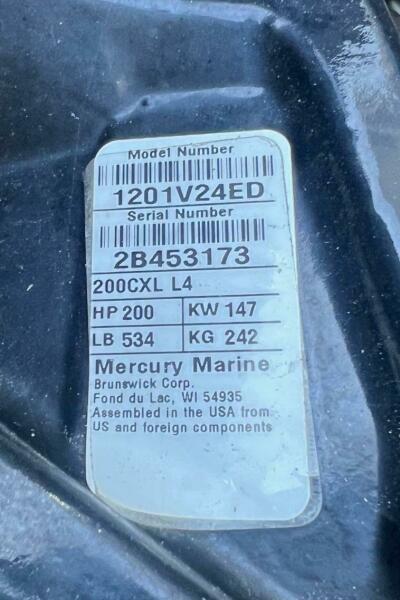 Model Number
1201V24ED
Serial Number
2B453173
200CXL L4
HP 200 KW 147
LB 534 KG 242
Mercury Marine
Brunswick Corp.
Fond du Lac, WI 54935
Assembled in the USA from
US and foreign components